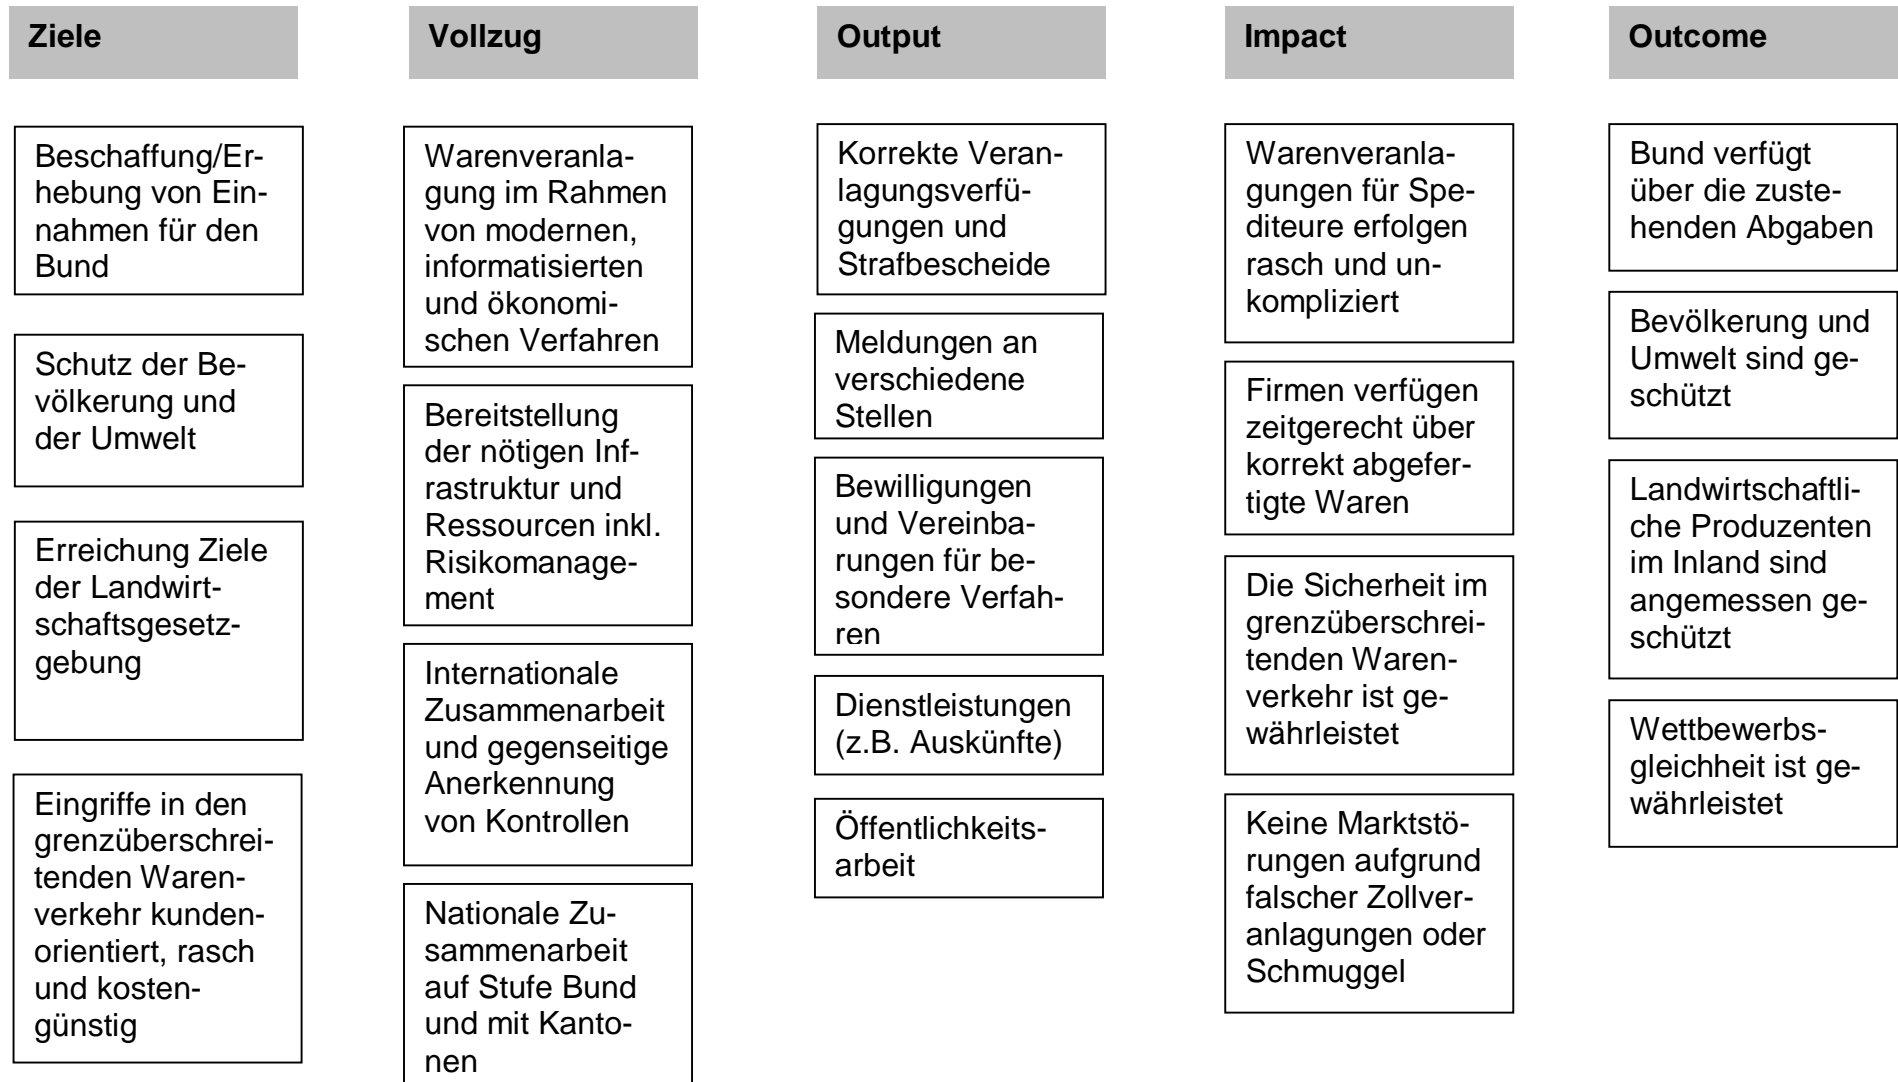 Ziele
Vollzug
Output
Impact
Outcome
Beschaffung/Er-
hebung von Ein-
nahmen für den
Bund
Schutz der Be-
völkerung und
der Umwelt
Erreichung Ziele
der Landwirt-
schaftsgesetz-
gebung
Eingriffe in den
grenzüberschrei-
tenden Waren-
verkehr kunden-
orientiert, rasch
und kosten-
günstig
Warenveranla-
gung im Rahmen
von modernen,
informatisierten
und ökonomi-
schen Verfahren
Bereitstellung
der nötigen Inf-
rastruktur und
Ressourcen inkl.
Risikomanage-
ment
Internationale
Zusammenarbeit
und gegenseitige
Anerkennung
von Kontrollen
Nationale Zu-
sammenarbeit
auf Stufe Bund
und mit Kanto-
nen
Korrekte Veran-
lagungsverfü-
gungen und
Strafbescheide
Meldungen an
verschiedene
Stellen
Bewilligungen
und Vereinba-
rungen für be-
sondere Verfah-
ren
Dienstleistungen
(z.B. Auskünfte)
Öffentlichkeits-
arbeit
Warenveranla-
gungen für Spe-
diteure erfolgen
rasch und un-
kompliziert
Firmen verfügen
zeitgerecht über
korrekt abgefer-
tigte Waren
Die Sicherheit im
grenzüberschrei-
tenden Waren-
verkehr ist ge-
währleistet
Keine Marktstö-
rungen aufgrund
falscher Zollver-
anlagungen oder
Schmuggel
Bund verfügt
über die zuste-
henden Abgaben
Bevölkerung und
Umwelt sind ge-
schützt
Landwirtschaftli-
che Produzenten
im Inland sind
angemessen ge-
schützt
Wettbewerbs-
gleichheit ist ge-
währleistet